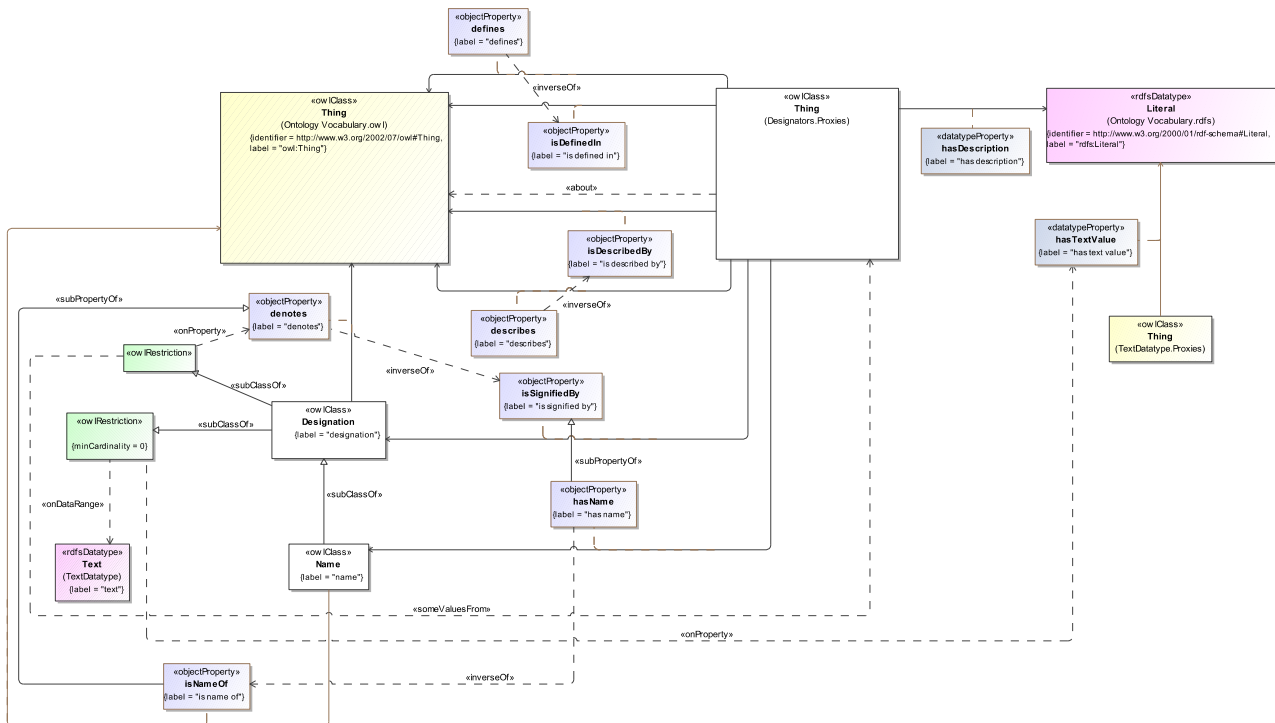 «objectProperty»
defines
{label = "defines"}
«inverseOf»
«objectProperty»
isDefinedIn
{label = "is defined in"}
«owlClass»
Thing
(Ontology Vocabulary.owl)
{identifier = http://www.w3.org/2002/07/owl#Thing,
label = "owl:Thing"}
«owlClass»
Thing
(Designators.Proxies)
«rdfsDatatype»
Literal
(Ontology Vocabulary.rdfs)
{identifier = http://www.w3.org/2000/01/rdf-schema#Literal,
label = "rdfs:Literal"}
«datatypeProperty»
hasDescription
{label = "has description"}
«about»
«objectProperty»
isDescribedBy
{label = "is described by"}
«datatypeProperty»
hasTextValue
{label = "has text value"}
«subPropertyOf»
«objectProperty»
denotes
{label = "denotes"}
«inverseOf»
«objectProperty»
describes
{label = "describes"}
«onProperty»
«owlRestriction»
«owlClass»
Thing
(TextDatatype.Proxies)
«inverseOf»
«subClassOf»
«objectProperty»
isSignifiedBy
{label = "is signified by"}
«owlClass»
Designation
{label = "designation"}
«owlRestriction»
{minCardinality = 0}
«subClassOf»
«subPropertyOf»
«subClassOf»
«onDataRange»
«objectProperty»
hasName
{label = "has name"}
«rdfsDatatype»
Text
(TextDatatype)
{label = "text"}
«owlClass»
Name
{label = "name"}
«someValuesFrom»
«onProperty»
«objectProperty»
isNameOf
{label = "is name of"}
«inverseOf»